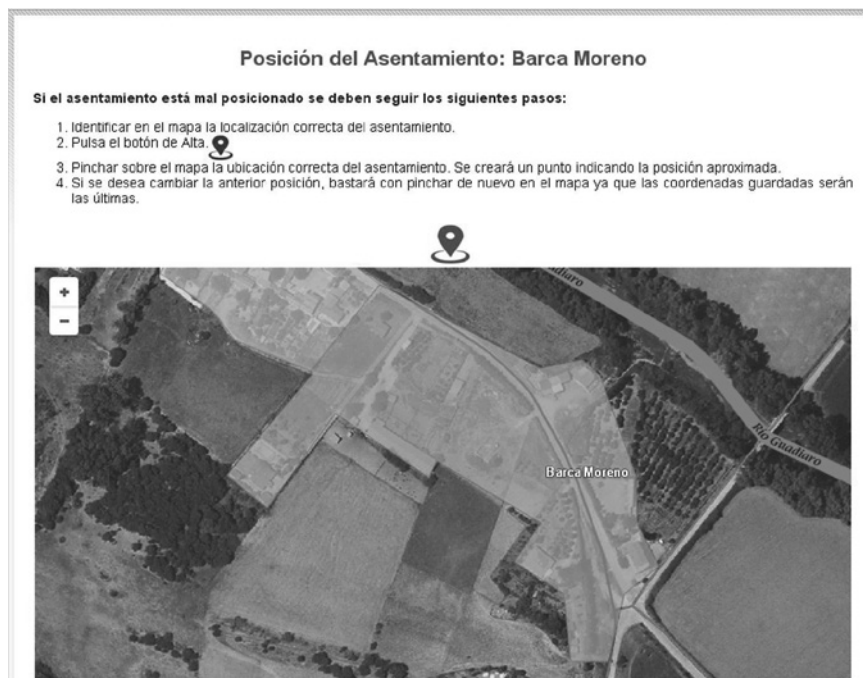 Posición del Asentamiento: Barca Moreno
Si el asentamiento está mal posicionado se deben seguir los siguientes pasos:
1. Identificar en el mapa la localización correcta del asentamiento.
2. Pulsa el botón de Alta.
3. Pinchar sobre el mapa la ubicación correcta del asentamiento. Se creará un punto indicando la posición aproximada.
4. Si se desea cambiar la anterior posición, bastará con pinchar de nuevo en el mapa ya que las coordenadas guardadas serán
las últimas.
+
−
diaro
Barca Moreno
Río Guadiaro